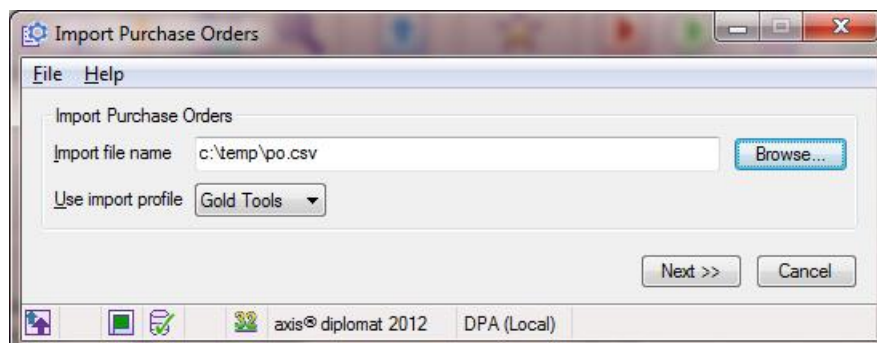 Import Purchase Orders
File Help
Import Purchase Orders
Import file name c:\temp\po.csv Browse...
Use import profile Gold Tools
Next >> Cancel
axis® diplomat 2012 DPA (Local)